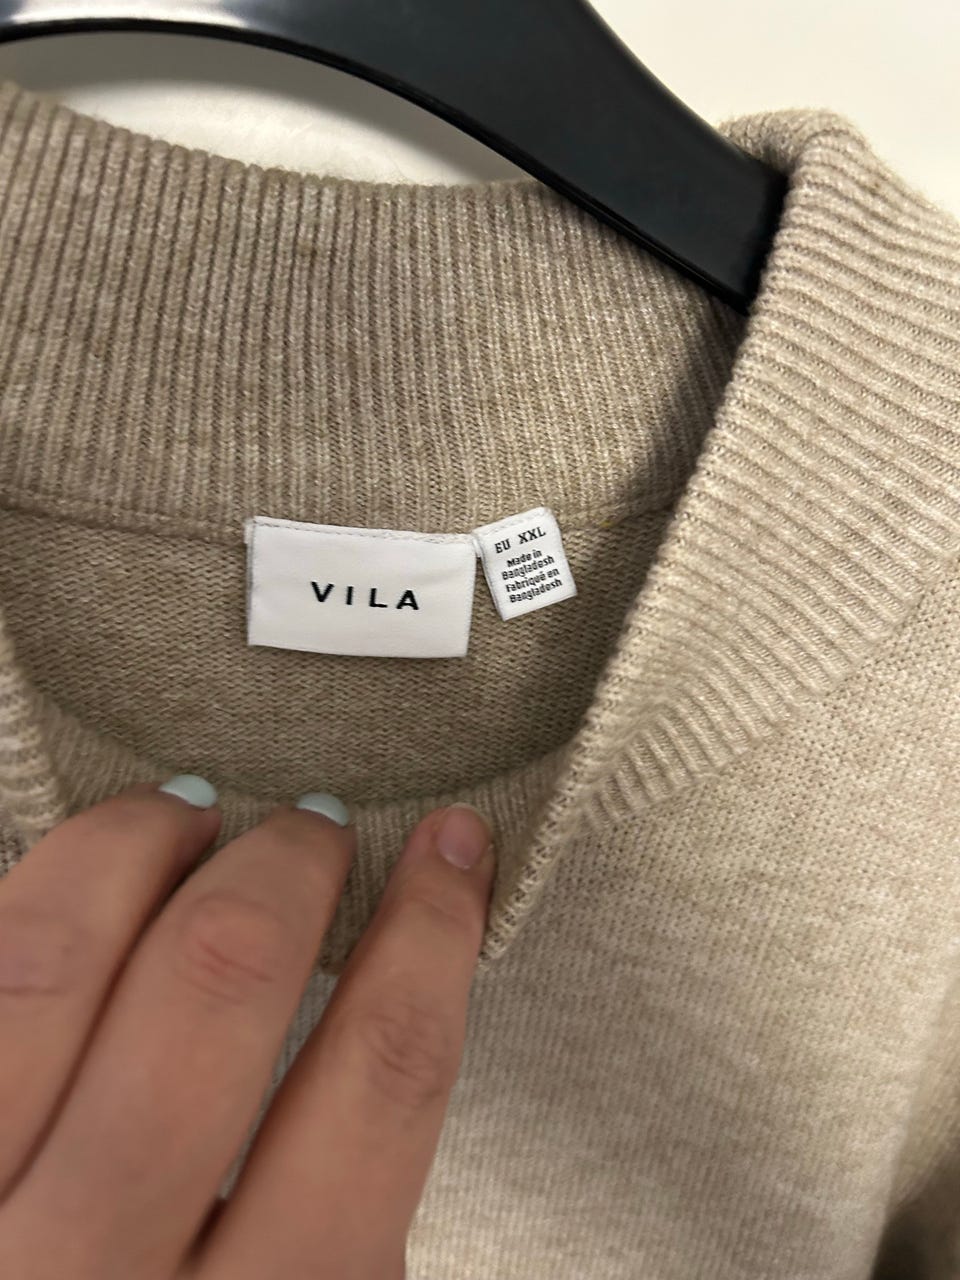 VILA
EU XXL
Made in
Bangladesh
Fabriqué en
Bangladesh